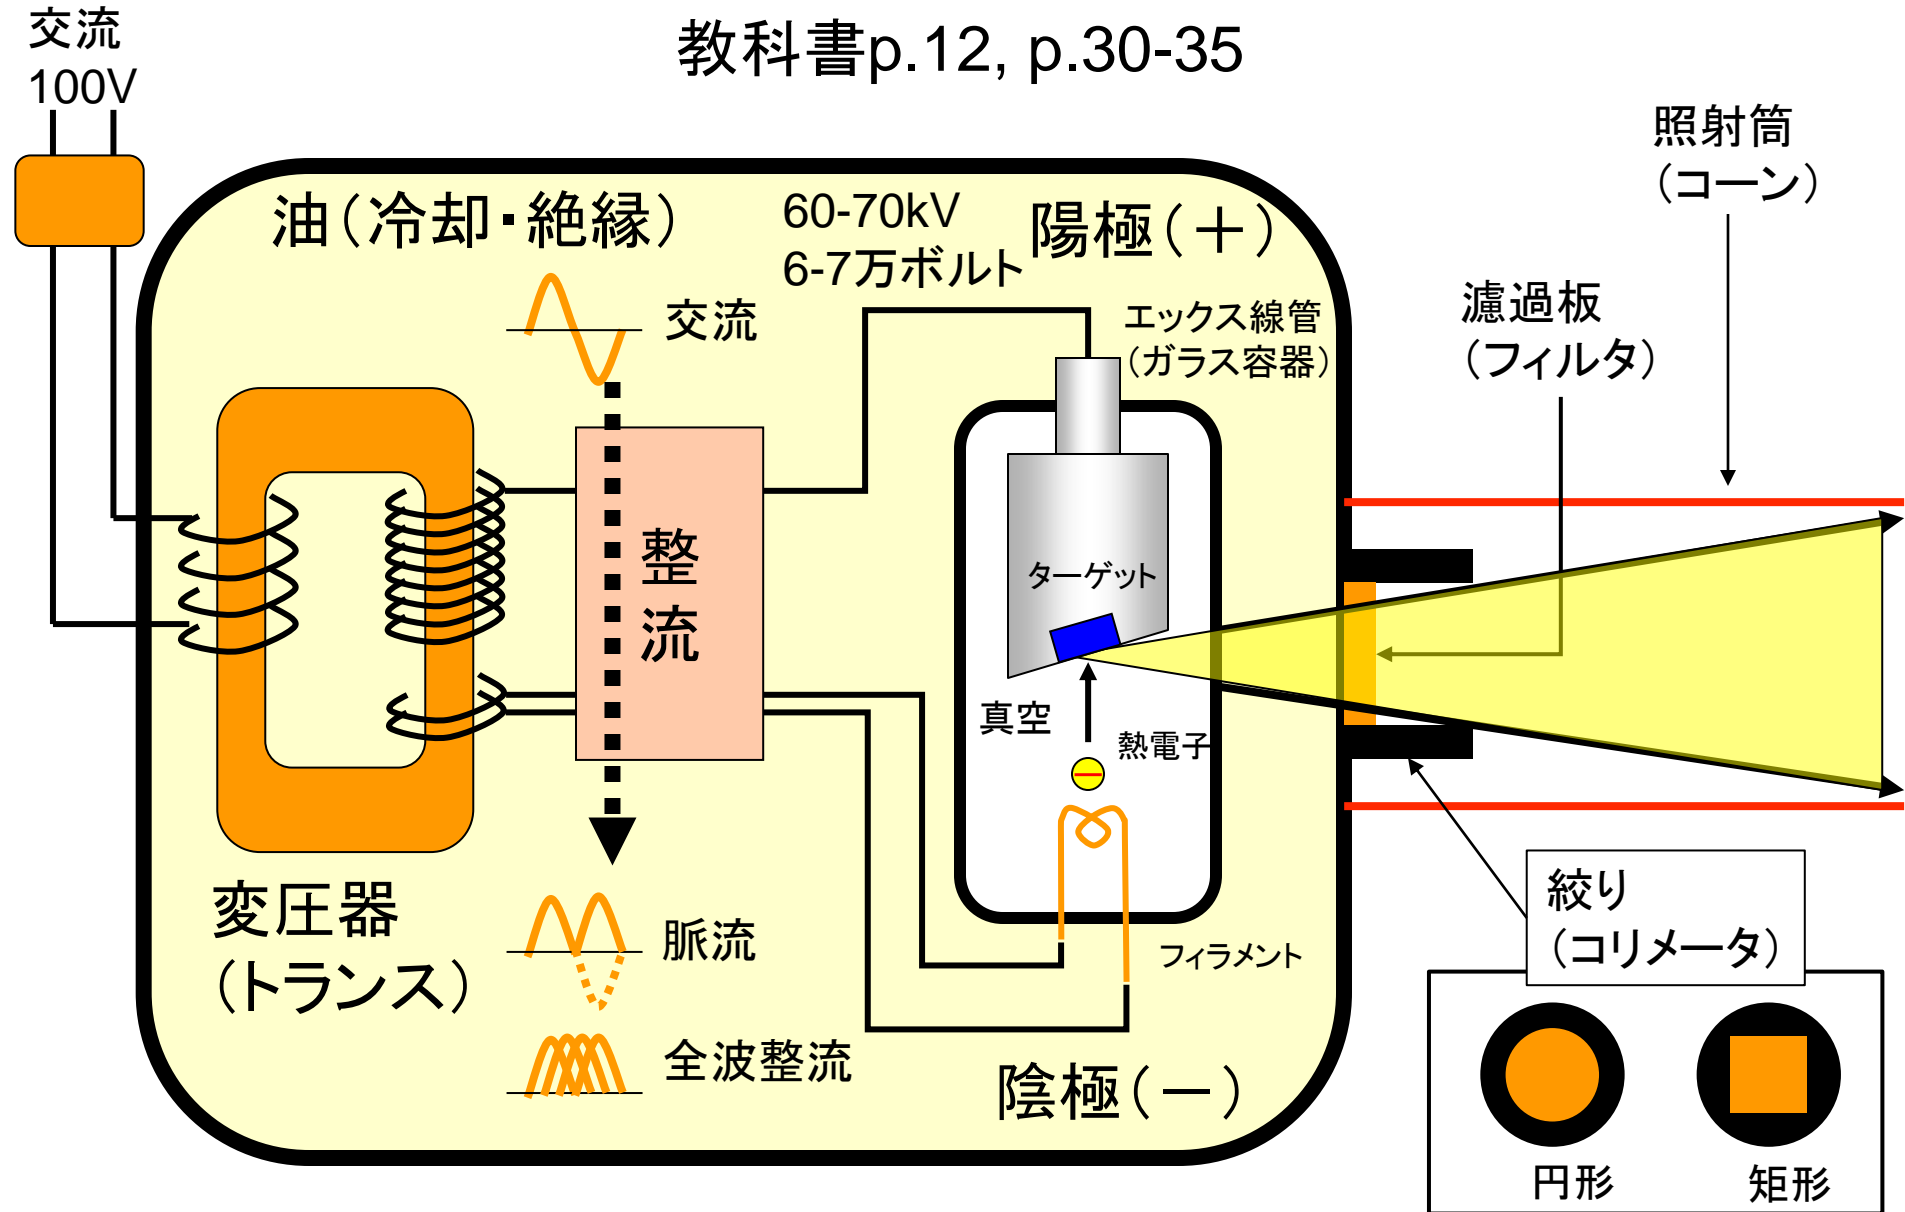 教科書p.12, p.30-35
交流
100V
油（冷却・絶縁）
60-70kV
6-7万ボルト
陽極（＋）
照射筒
（コーン）
濾過板
（フィルタ）
交流
エックス線管
（ガラス容器）
整
流
ターゲット
真空
熱電子
変圧器
（トランス）
脈流
全波整流
フィラメント
陰極（－）
絞り
（コリメータ）
円形
矩形